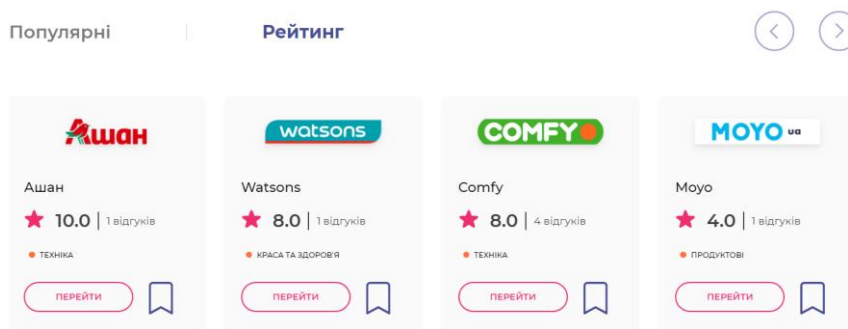 Популярні
Рейтинг
Ашан
watsons
COMFY
MOYO ua
Ашан
Watsons
Comfy
Moyo
10.0 | 1 відгуків
8.0 | 1 відгуків
8.0 | 4 відгуків
4.0 | 1 відгуків
ТЕХНІКА
КРАСА ТА ЗДОРОВ'Я
ТЕХНІКА
ПРОДУКТОВІ
ПЕРЕЙТИ
ПЕРЕЙТИ
ПЕРЕЙТИ
ПЕРЕЙТИ